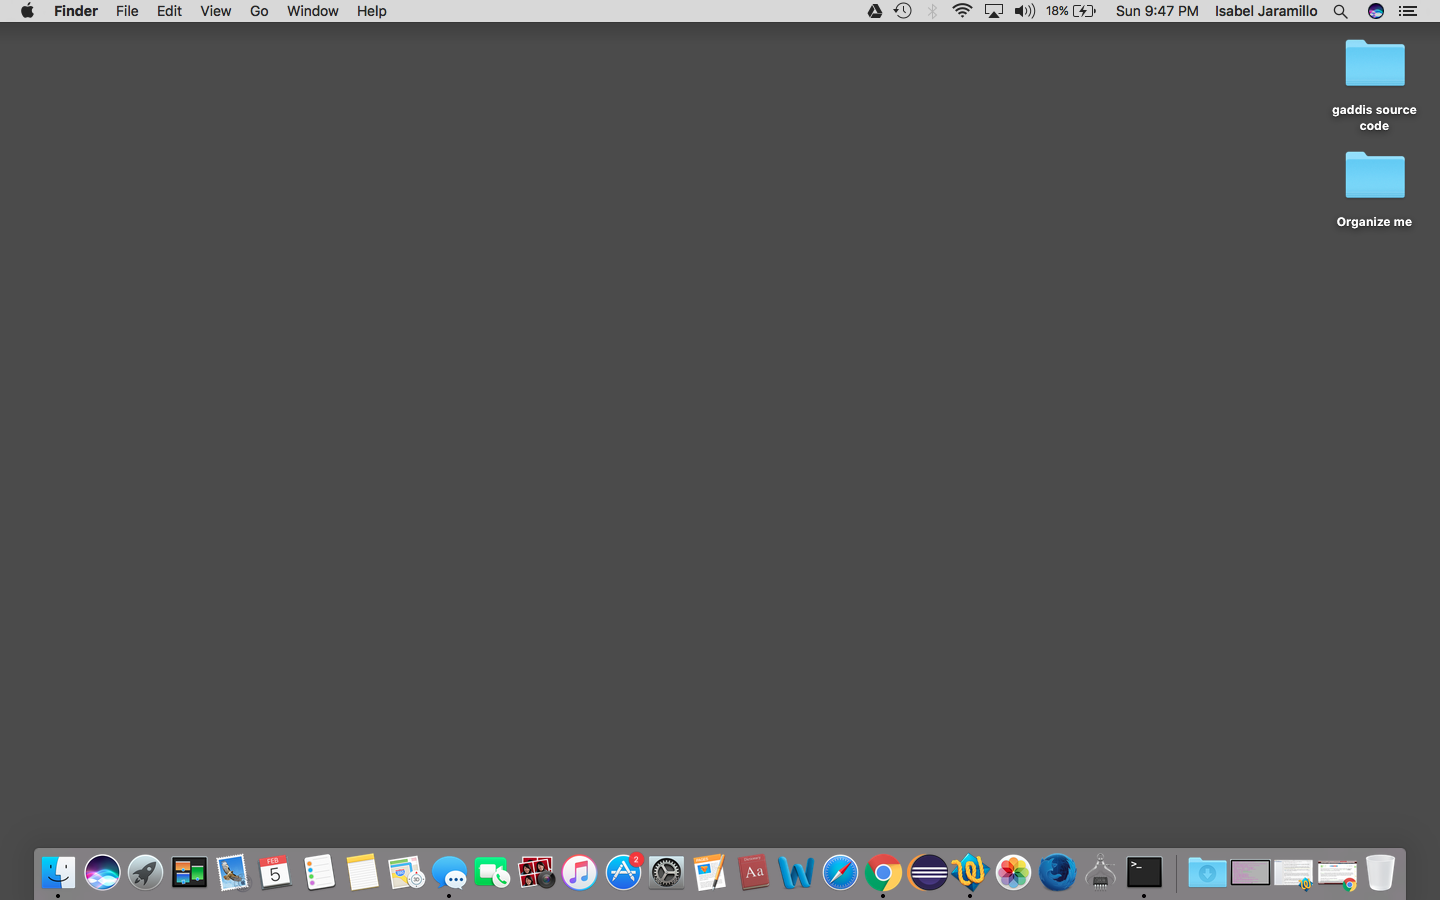 Finder File Edit View Go Window Help 18% Sun 9:47 PM Isabel Jaramillo
gaddis source
code
Organize me
FEB
5
2
Aa
>_